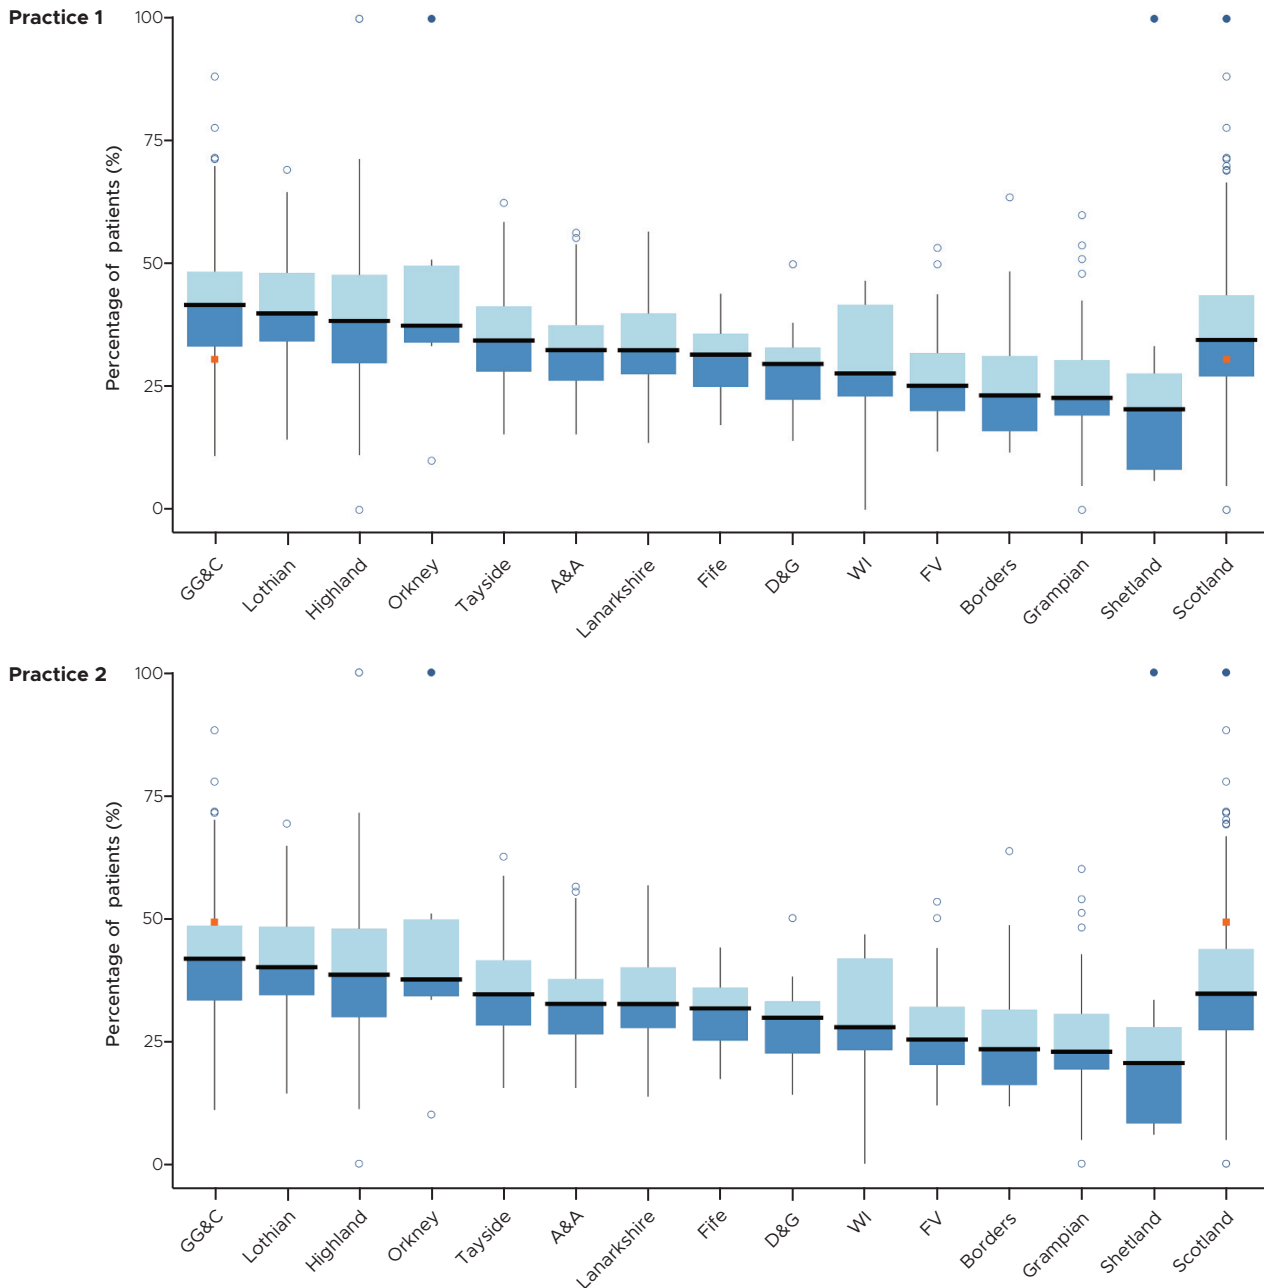 Practice 1
Percentage of patients (%)
100
75
50
25
0
GG&C
Lothian
Highland
Orkney
Tayside
A&A
Lanarkshire
Fife
D&G
WI
FV
Borders
Grampian
Shetland
Scotland
Practice 2
Percentage of patients (%)
100
75
50
25
0
GG&C
Lothian
Highland
Orkney
Tayside
A&A
Lanarkshire
Fife
D&G
WI
FV
Borders
Grampian
Shetland
Scotland